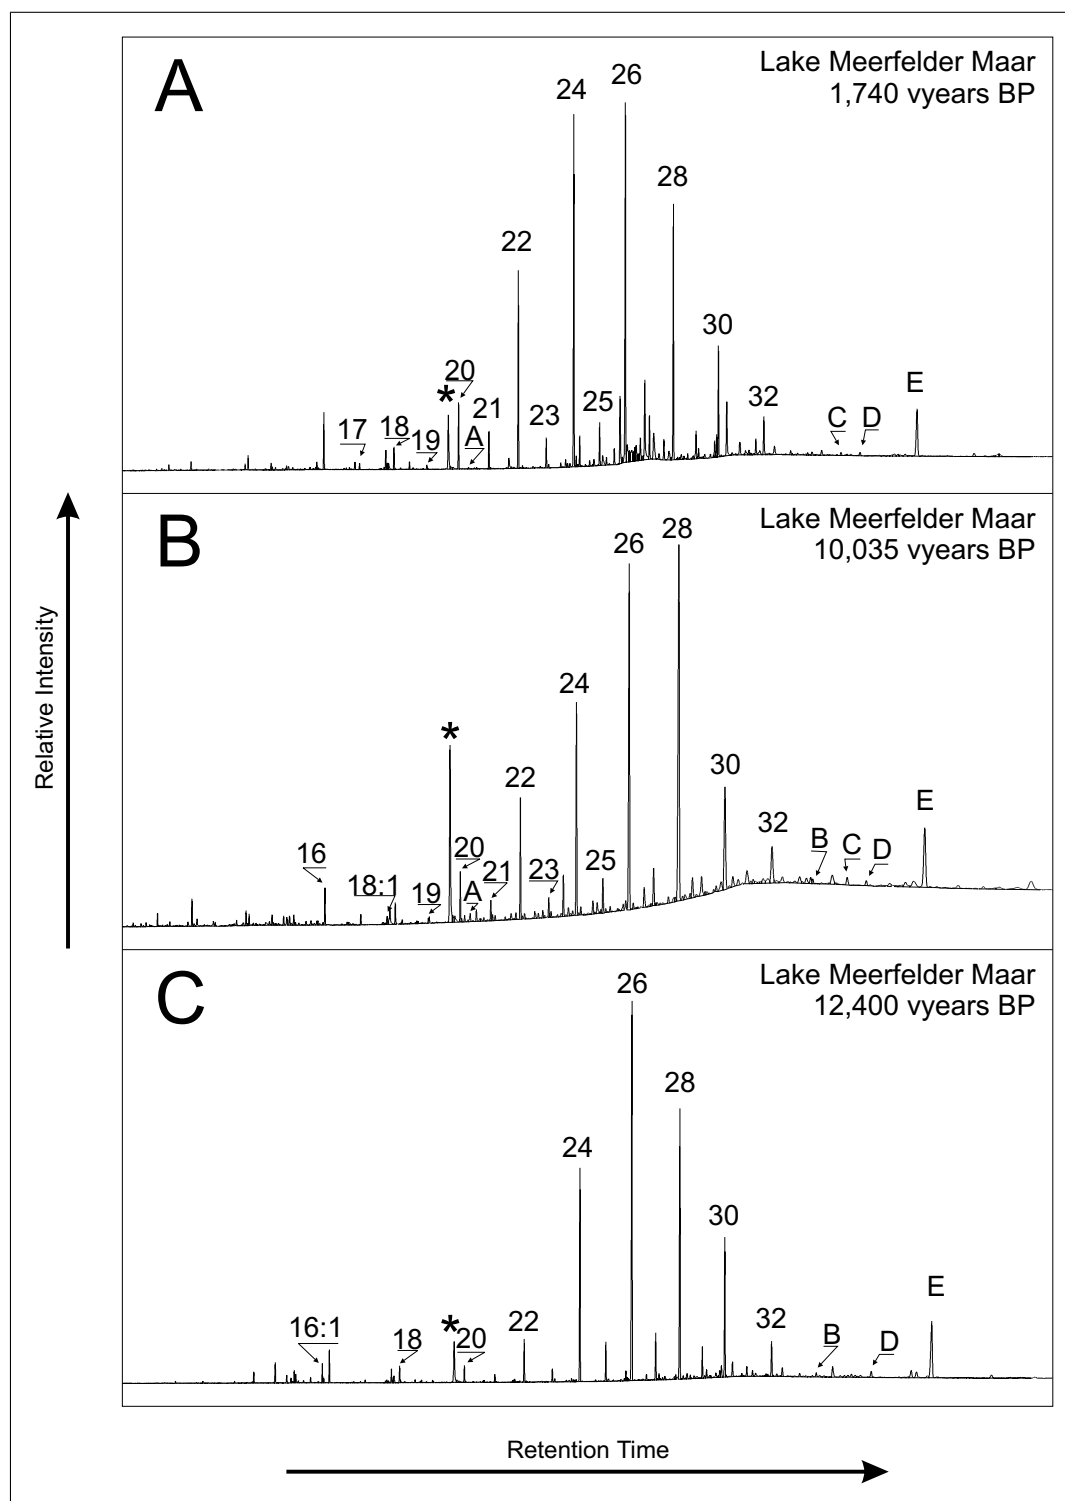 A
Lake Meerfelder Maar
1,740 vyears BP
26
24
28
22
30
20
*
E
32
21
25
23
17
18
19
A
C
D
B
Lake Meerfelder Maar
10,035 vyears BP
28
26
24
*
22
30
E
32
20
16
18:1
19
A
21
23
25
B
C
D
C
Lake Meerfelder Maar
12,400 vyears BP
26
28
24
30
E
16:1
18
*
20
22
32
B
D
Relative Intensity
Retention Time